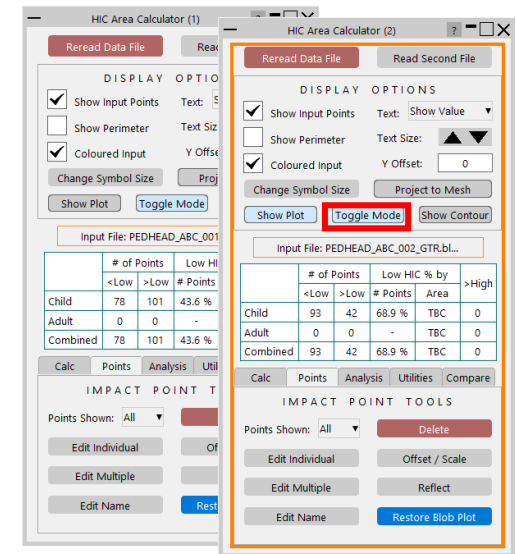 HIC Area Calculator (1)
?
Reread Data File
DISPLAY OPTIO
Show Input Points
Text:
Show Perimeter
Text Siz
Coloured Input
Y Offse
Change Symbol Size
Proj
Show Plot
Toggle Mode
Input File: PEDHEAD_ABC_001
# of Points
Low HI
<Low
>Low
# Points
Child
78
101
43.6 %
Adult
0
0
-
Combined
78
101
43.6 %
Calc
Points
Analysis
Util
IMPACT POINT T
Points Shown:
All
Edit Individual
Of
Edit Multiple
Edit Name
Rest
HIC Area Calculator (2)
?
Reread Data File
Read Second File
DISPLAY OPTIONS
Show Input Points
Text:
Show Value
Show Perimeter
Text Size:
Coloured Input
Y Offset:
0
Change Symbol Size
Project to Mesh
Show Plot
Toggle Mode
Show Contour
Input File: PEDHEAD_ABC_002_GTR.bl...
# of Points
Low HIC % by
>High
<Low
>Low
# Points
Area
Child
93
42
68.9 %
TBC
0
Adult
0
0
-
TBC
0
Combined
93
42
68.9 %
TBC
0
Calc
Points
Analysis
Utilities
Compare
IMPACT POINT TOOLS
Points Shown:
All
Delete
Edit Individual
Offset / Scale
Edit Multiple
Reflect
Edit Name
Restore Blob Plot